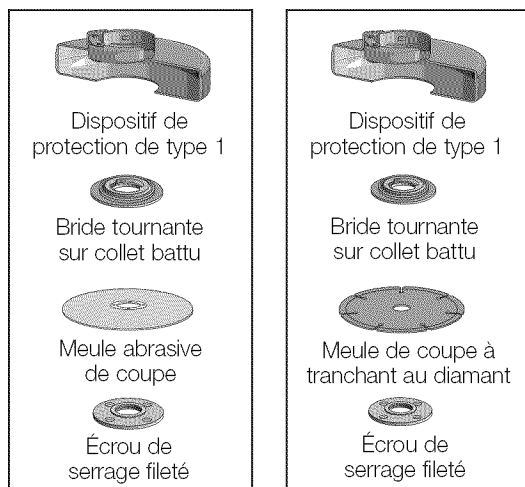 Dispositif de
protection de type 1
Bride tournante
sur collet battu
Meule abrasive
de coupe
Écrou de
serrage fileté
Dispositif de
protection de type 1
Bride tournante
sur collet battu
Meule de coupe à
tranchant au diamant
Écrou de
serrage fileté